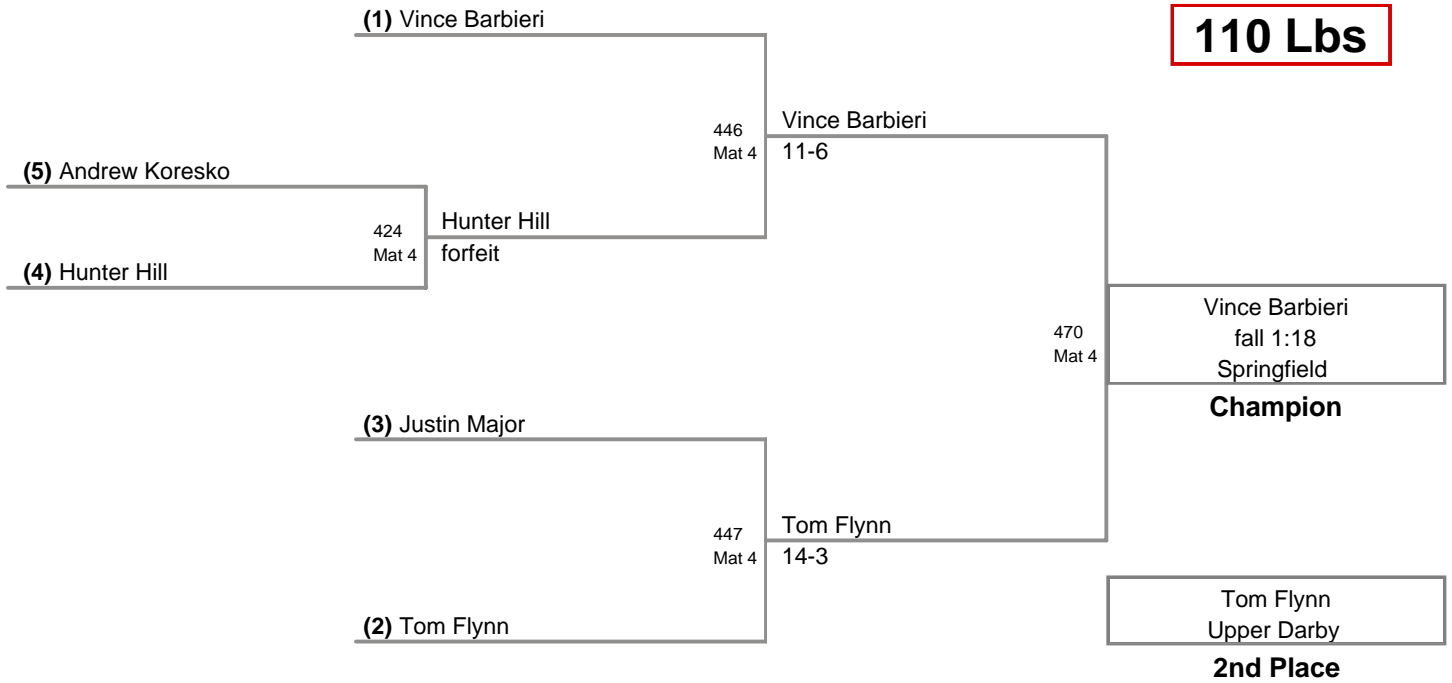 (1) Vince Barbieri
110 Lbs
446
Mat 4
Vince Barbieri
11-6
(5) Andrew Koresko
424
Mat 4
Hunter Hill
forfeit
(4) Hunter Hill
470
Mat 4
Vince Barbieri
fall 1:18
Springfield
Champion
(3) Justin Major
447
Mat 4
Tom Flynn
14-3
(2) Tom Flynn
Tom Flynn
Upper Darby
2nd Place